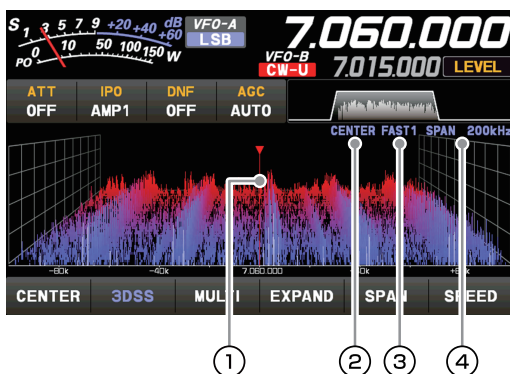 S 1 3 5 7 9 +20 +40 +60 dB
PO 0 10 50 100 150 W
VFO-A
LSB
7.060.000
VFO-B
CW-U
7.015.000
LEVEL
ATT IPO DNF AGC
OFF AMP1 OFF AUTO
CENTER FAST1 SPAN 200kHz
1
-80k -40k 7.060.000
CENTER 3DSS MULTI EXPAND SPAN SPEED
1 2 3 4